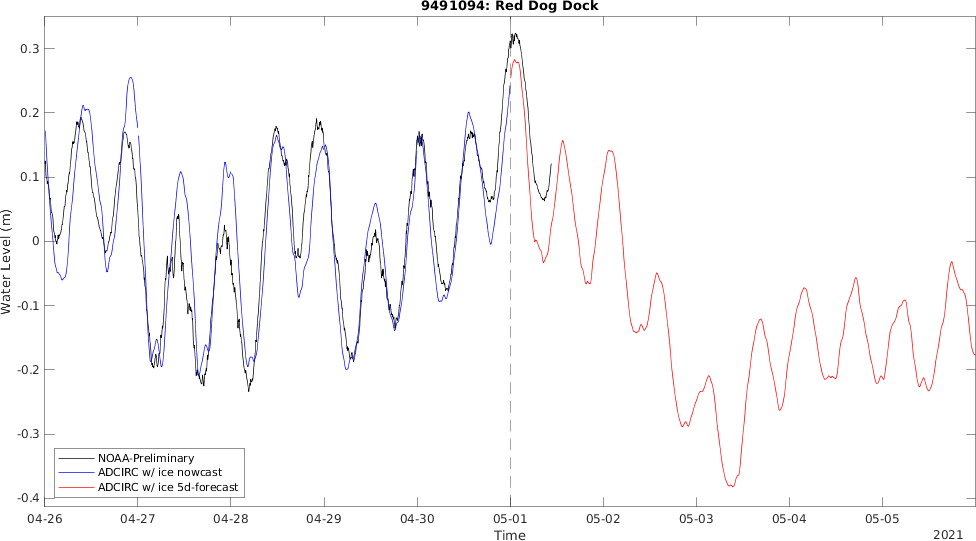 9491094: Red Dog Dock
Water Level (m)
0.3
0.2
0.1
0
-0.1
-0.2
-0.3
-0.4
NOAA-Preliminary
ADCIRC w/ ice nowcast
ADCIRC w/ ice 5d-forecast
04-26 04-27 04-28 04-29 04-30 05-01 05-02 05-03 05-04 05-05
Time
2021